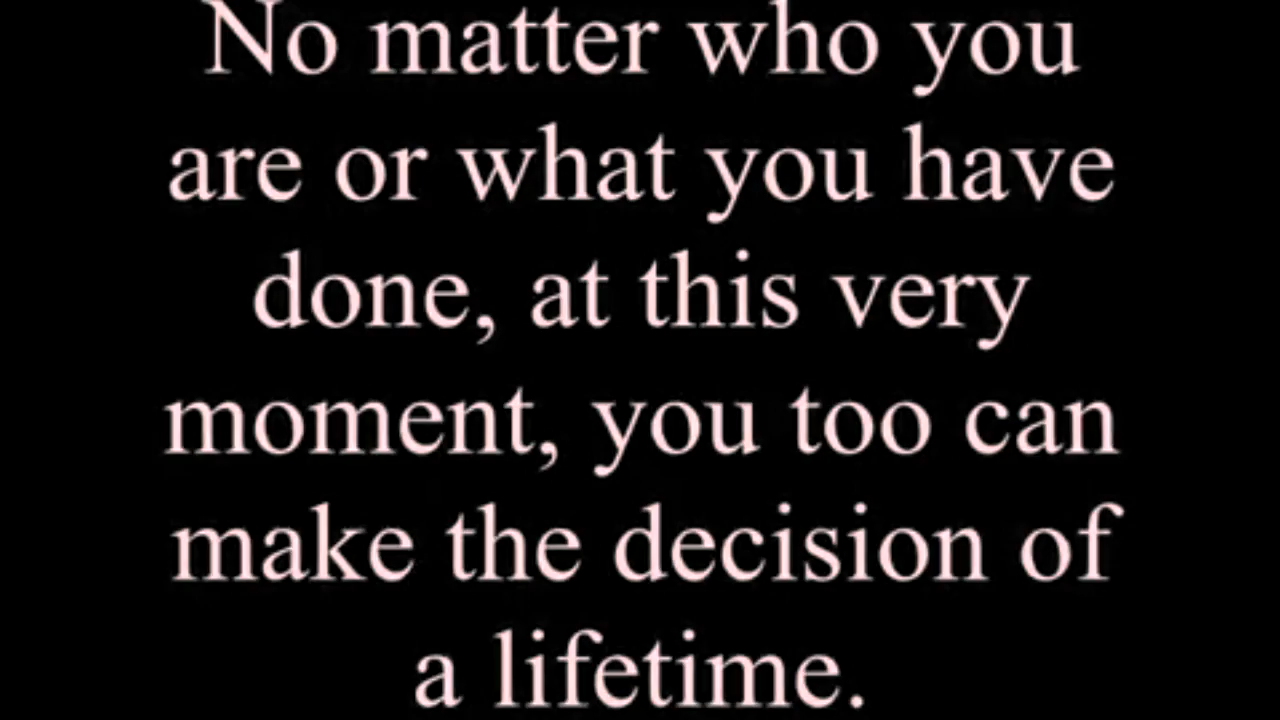 No matter who you
are or what you have
done, at this very
moment, you too can
make the decision of
a lifetime.